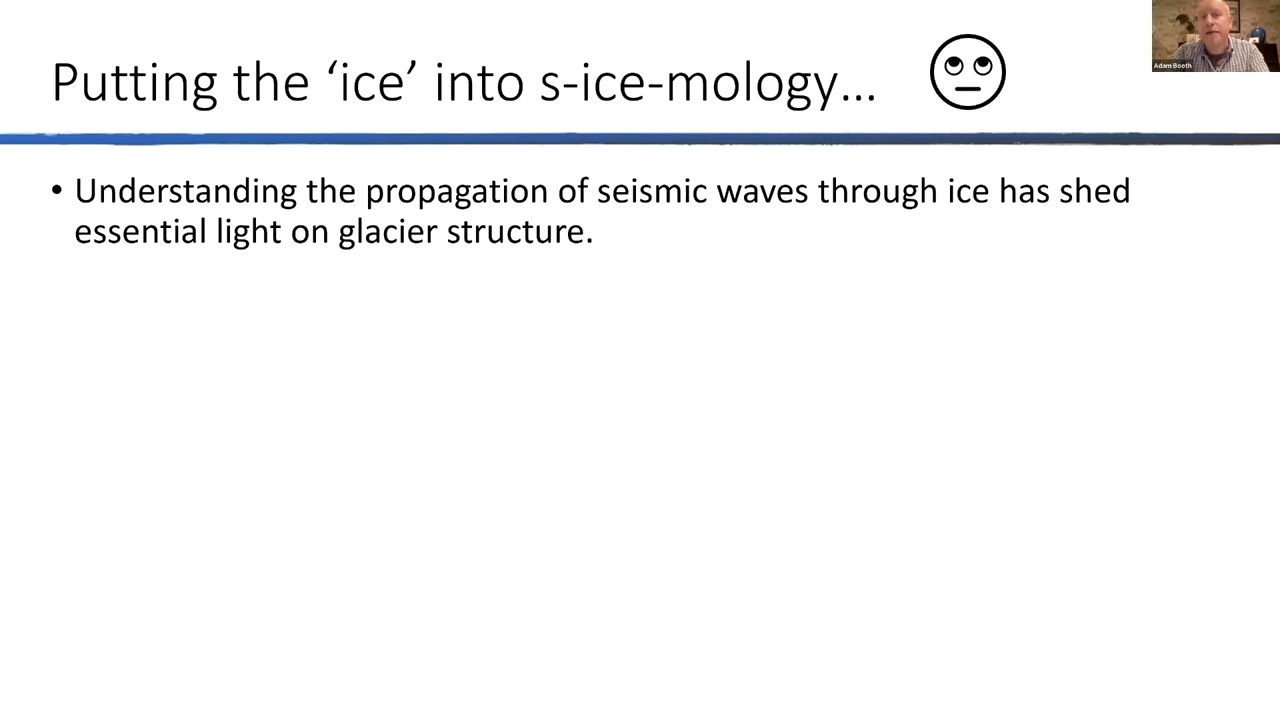 Putting the ‘ice’ into s-ice-mology...
Adam Booth
• Understanding the propagation of seismic waves through ice has shed
essential light on glacier structure.